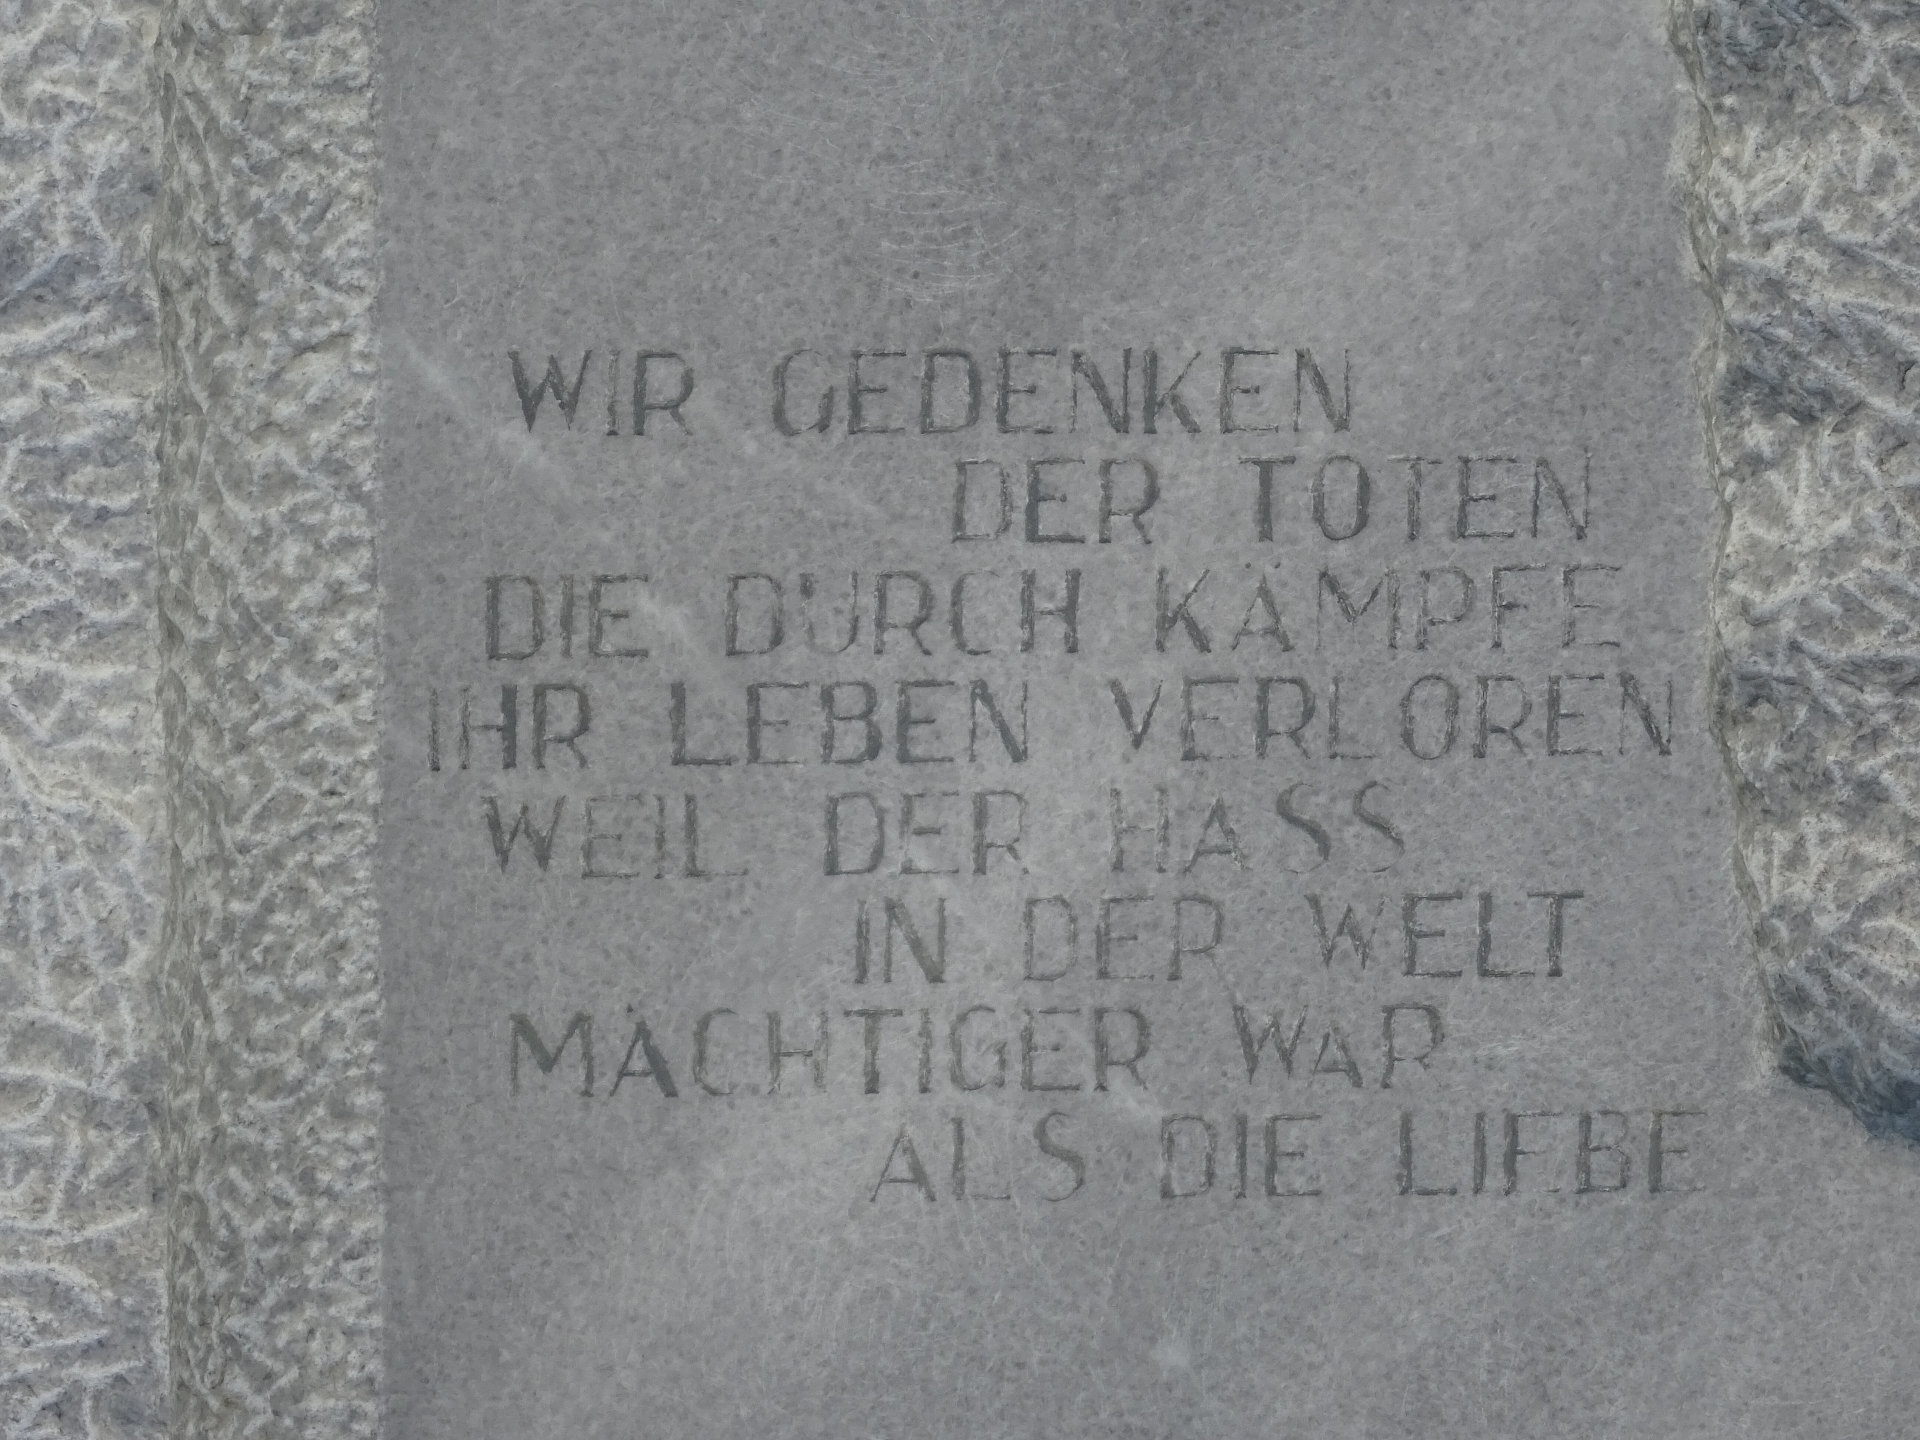 WIR GEDENKEN
DER TOTEN
DIE DURCH KÄMPFE
IHR LEBEN VERLOREN
WEIL DER HASS
IN DER WELT
MÄCHTIGER WAR
ALS DIE LIEBE